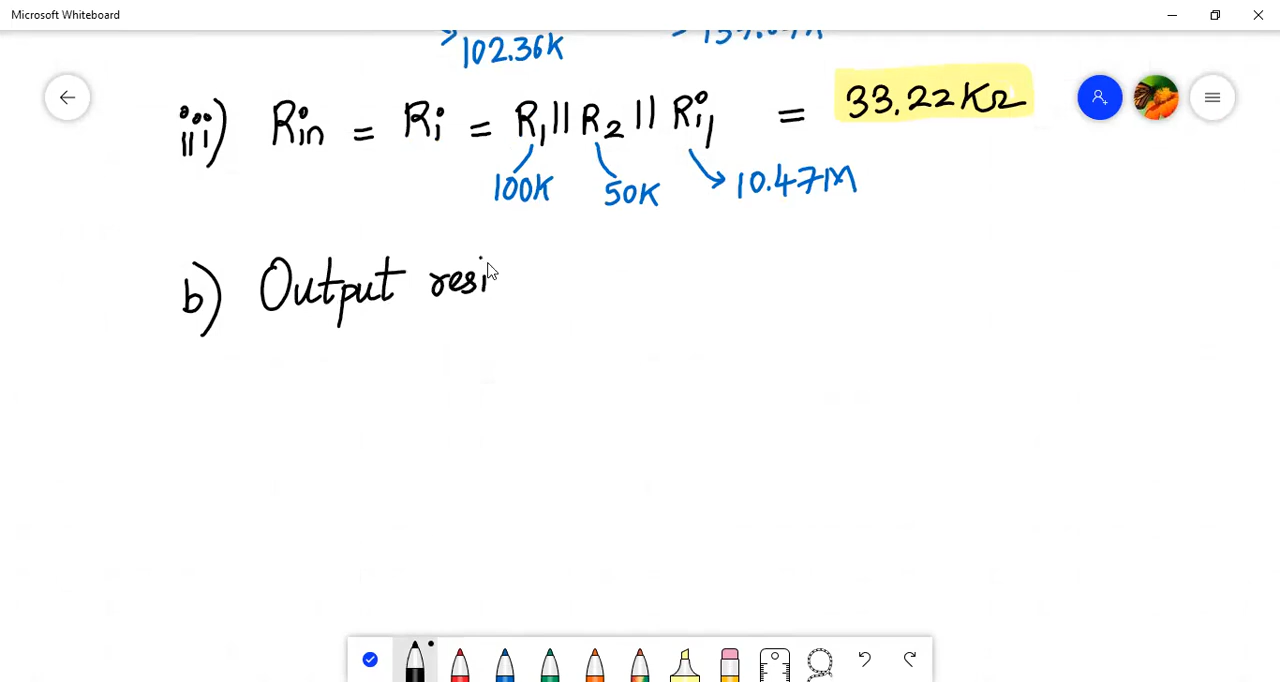 Microsoft Whiteboard
102.36K
iii) Rin = Ri = R1 || R2 || Ri1 = 33.22KΩ
100K 50K 10.47M
b) Output resi